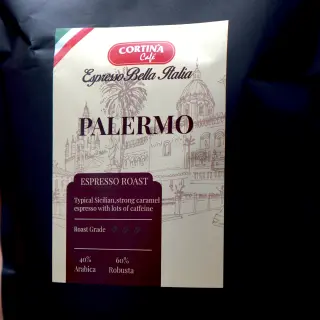 CORTINA
Café
Espresso Bella Italia
PALERMO
ESPRESSO ROAST
Typical Sicilian, strong caramel
espresso with lots of caffeine
Roast Grade
40% 60%
Arabica Robusta